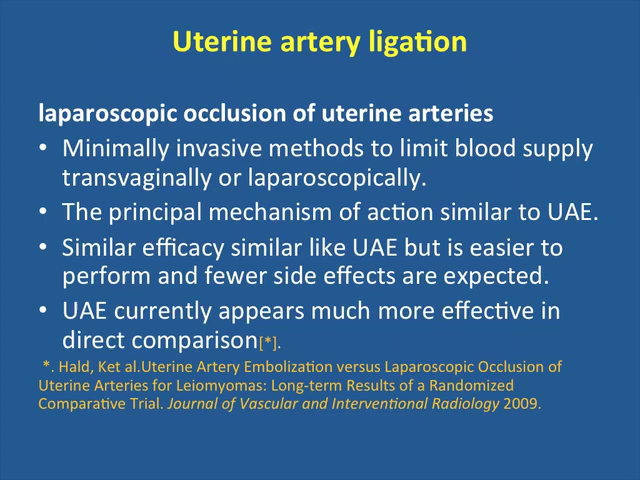 Uterine artery ligation
laparoscopic occlusion of uterine arteries
• Minimally invasive methods to limit blood supply
transvaginally or laparoscopically.
• The principal mechanism of action similar to UAE.
• Similar efficacy similar like UAE but is easier to
perform and fewer side effects are expected.
• UAE currently appears much more effective in
direct comparison[*].
*. Hald, Ket al.Uterine Artery Embolization versus Laparoscopic Occlusion of
Uterine Arteries for Leiomyomas: Long-term Results of a Randomized
Comparative Trial. Journal of Vascular and Interventional Radiology 2009.